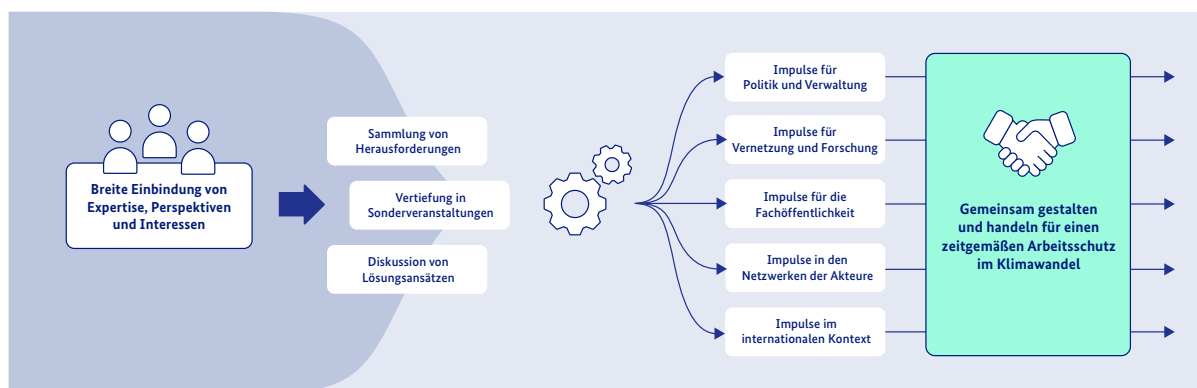 Breite Einbindung von
Expertise, Perspektiven
und Interessen
Sammlung von
Herausforderungen
Vertiefung in
Sonderveranstaltungen
Diskussion von
Lösungsansätzen
Impulse für
Politik und Verwaltung
Impulse für
Vernetzung und Forschung
Impulse für die
Fachöffentlichkeit
Impulse in den
Netzwerken der Akteure
Impulse im
internationalen Kontext
Gemeinsam gestalten
und handeln für einen
zeitgemäßen Arbeitsschutz
im Klimawandel